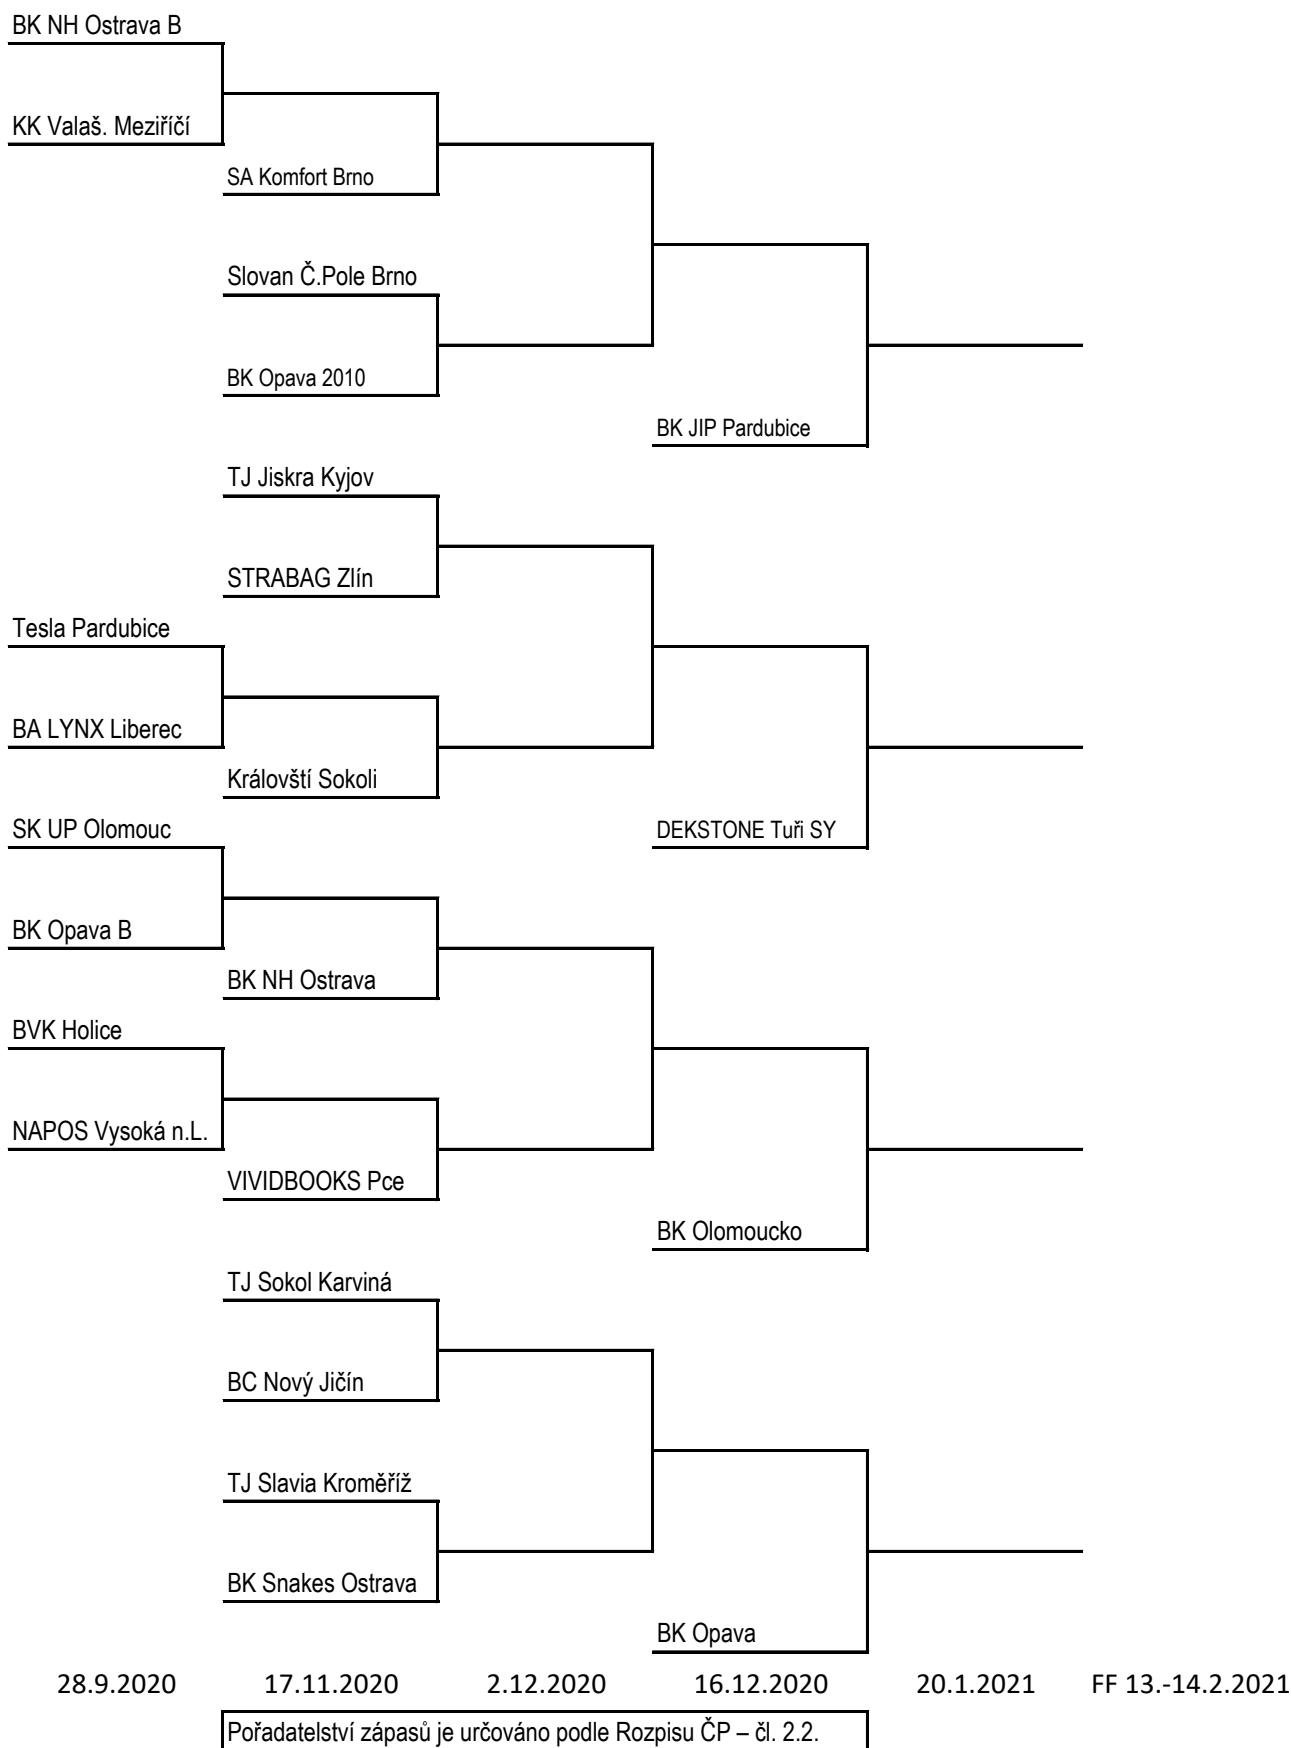 BK NH Ostrava B
KK Valaš. Meziříčí
SA Komfort Brno
Slovan Č.Pole Brno
BK Opava 2010
BK JIP Pardubice
TJ Jiskra Kyjov
STRABAG Zlín
Tesla Pardubice
BA LYNX Liberec
Královští Sokoli
SK UP Olomouc
DEKSTONE Tuři SY
BK Opava B
BK NH Ostrava
BVK Holice
NAPOS Vysoká n.L.
VIVIDBOOKS Pce
BK Olomoucko
TJ Sokol Karviná
BC Nový Jičín
TJ Slavia Kroměříž
BK Snakes Ostrava
BK Opava
28.9.2020 17.11.2020 2.12.2020 16.12.2020 20.1.2021 FF 13.-14.2.2021
Pořadatelství zápasů je určováno podle Rozpisu ČP – čl. 2.2.